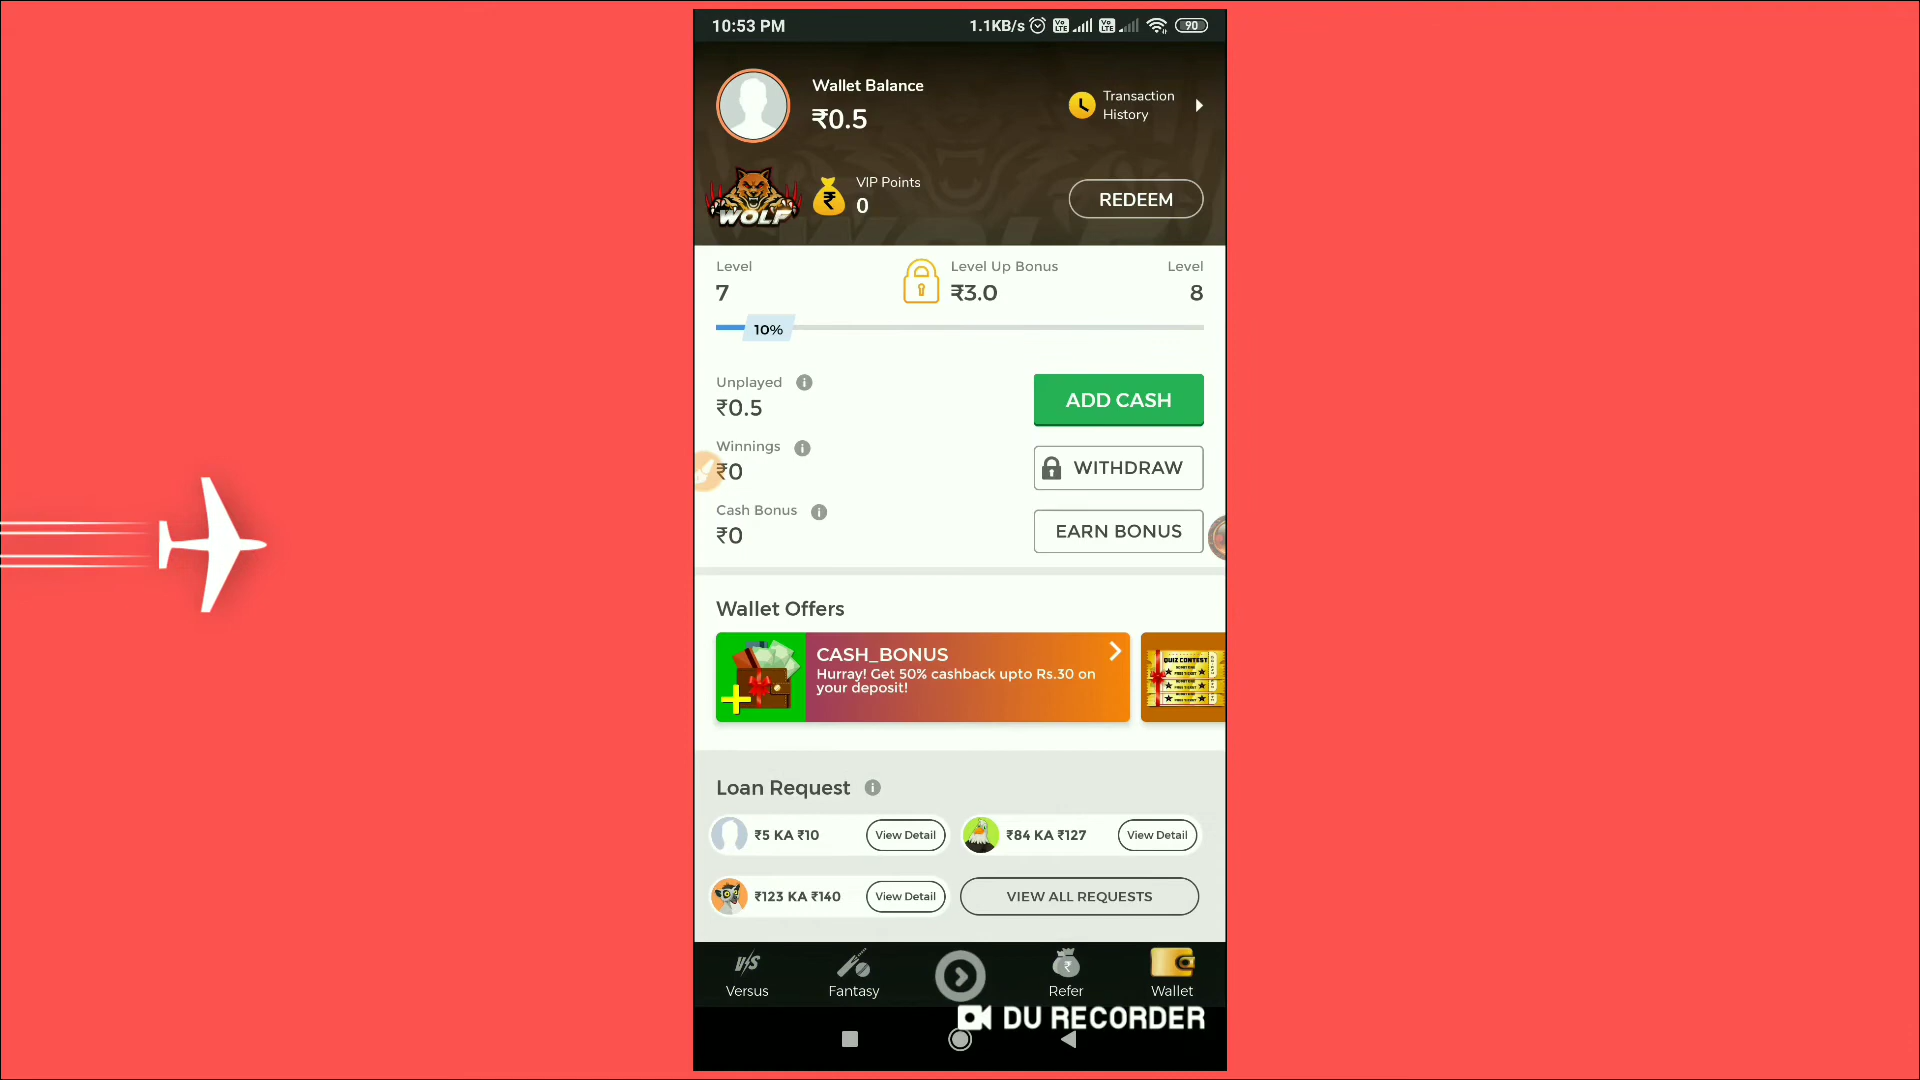 10:53 PM
1.1KB/s
Vo
LTE
Vo
LTE
90
Wallet Balance
₹0.5
Transaction
History
WOLF
VIP Points
0
REDEEM
Level
7
Level Up Bonus
₹3.0
Level
8
10%
Unplayed
₹0.5
ADD CASH
Winnings
₹0
WITHDRAW
Cash Bonus
₹0
EARN BONUS
Wallet Offers
CASH_BONUS
Hurray! Get 50% cashback upto Rs.30 on
your deposit!
QUIZ CONTEST
Loan Request
₹5 KA ₹10
View Detail
₹84 KA ₹127
View Detail
₹123 KA ₹140
View Detail
VIEW ALL REQUESTS
V/S
Versus
Fantasy
Refer
Wallet
DU RECORDER